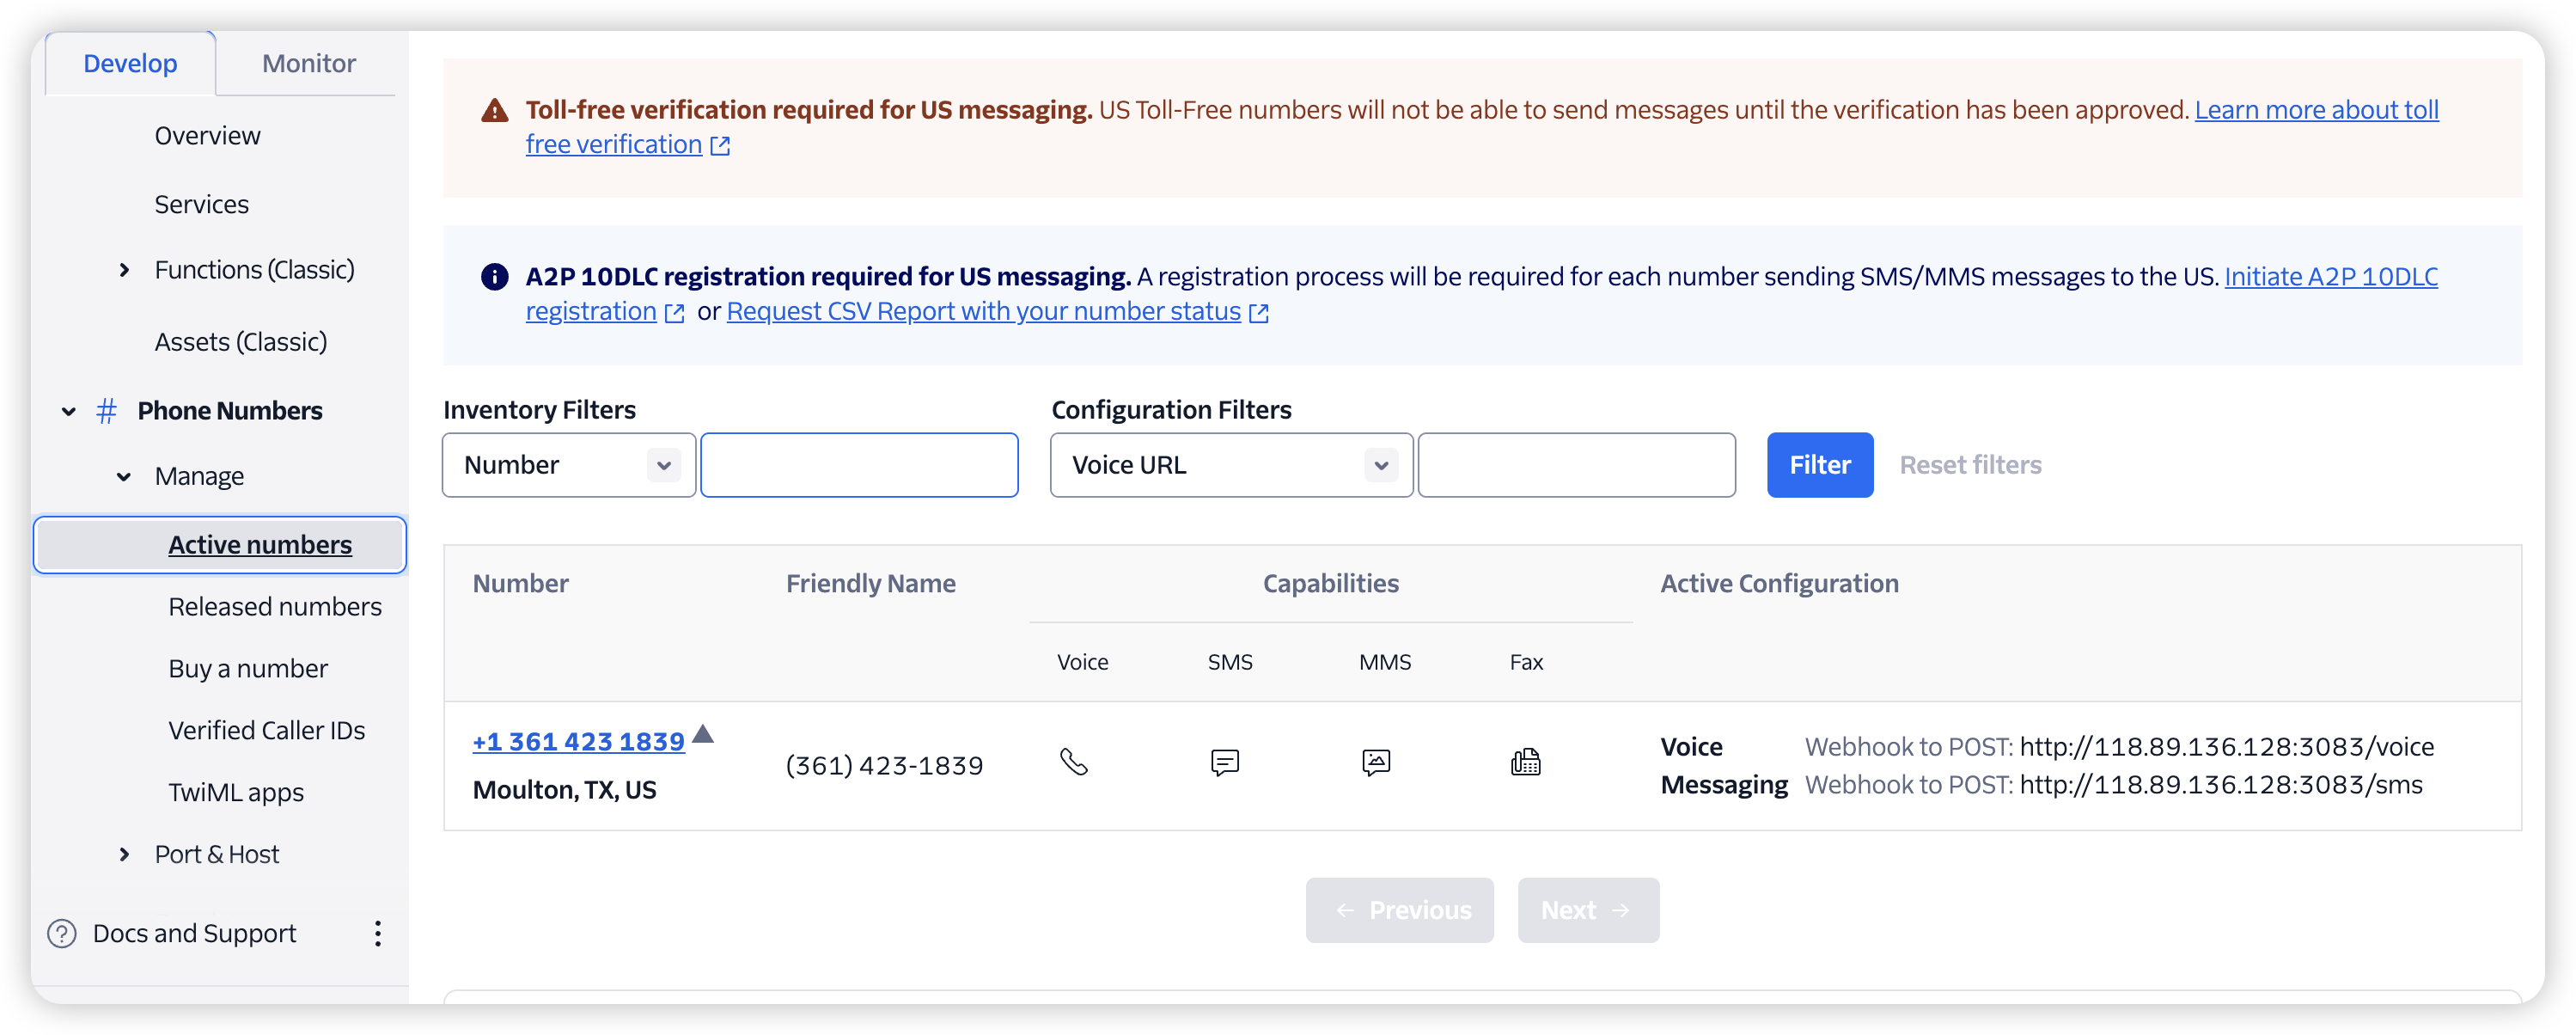 Develop
Monitor
Overview
Services
Functions (Classic)
Assets (Classic)
# Phone Numbers
Manage
Active numbers
Released numbers
Buy a number
Verified Caller IDs
TwiML apps
Port & Host
Docs and Support
Toll-free verification required for US messaging. US Toll-Free numbers will not be able to send messages until the verification has been approved. Learn more about toll
free verification
A2P 10DLC registration required for US messaging. A registration process will be required for each number sending SMS/MMS messages to the US. Initiate A2P 10DLC
registration or Request CSV Report with your number status
Inventory Filters
Configuration Filters
Number
Voice URL
Filter
Reset filters
Number
Friendly Name
Capabilities
Active Configuration
Voice
SMS
MMS
Fax
+1 361 423 1839
Moulton, TX, US
(361) 423-1839
Voice Webhook to POST: http://118.89.136.128:3083/voice
Messaging Webhook to POST: http://118.89.136.128:3083/sms
← Previous
Next →